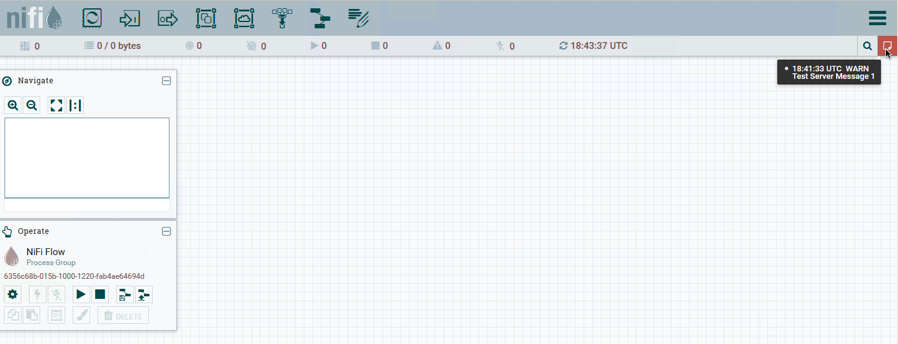 nifi
0
0 / 0 bytes
0
0
0
0
0
0
18:43:37 UTC
18:41:33 UTC WARN
Test Server Message 1
Navigate
Operate
NiFi Flow
Process Group
6356c68b-015b-1000-1220-fab4ae64694d
DELETE